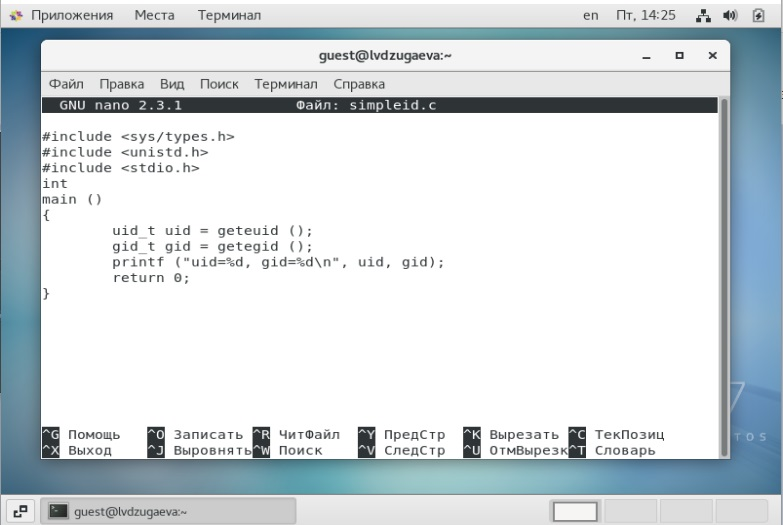 Приложения Места Терминал en Пт, 14:25
guest@lvdzugaeva:~
Файл Правка Вид Поиск Терминал Справка
GNU nano 2.3.1 Файл: simpleid.c
#include <sys/types.h>
#include <unistd.h>
#include <stdio.h>
int
main ()
{
uid_t uid = geteuid ();
gid_t gid = getegid ();
printf ("uid=%d, gid=%d\n", uid, gid);
return 0;
}
^G Помощь ^O Записать ^R ЧитФайл ^Y ПредСтр ^K Вырезать ^C ТекПозиц
^X Выход ^J Выровнять ^W Поиск ^V СледСтр ^U ОтмВырезк ^T Словарь
7
TOS
guest@lvdzugaeva:~